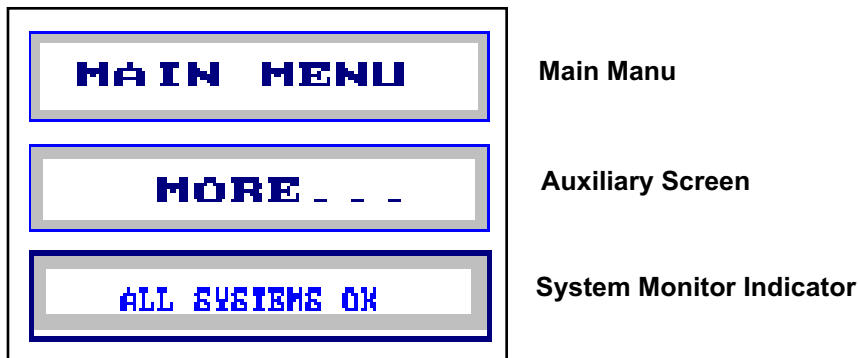 MAIN MENU
Main Manu
MORE...
Auxiliary Screen
ALL SYSTEMS OK
System Monitor Indicator